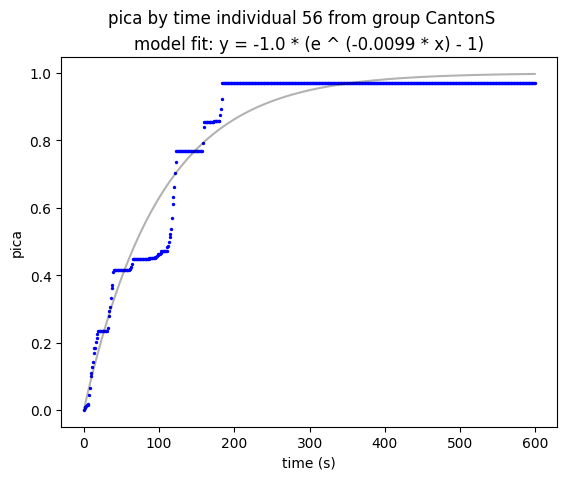 pica by time individual 56 from group CantonS
model fit: y = -1.0 * (e ^ (-0.0099 * x) - 1)
1.0
0.8
0.6
0.4
0.2
0.0
pica
0 100 200 300 400 500 600
time (s)